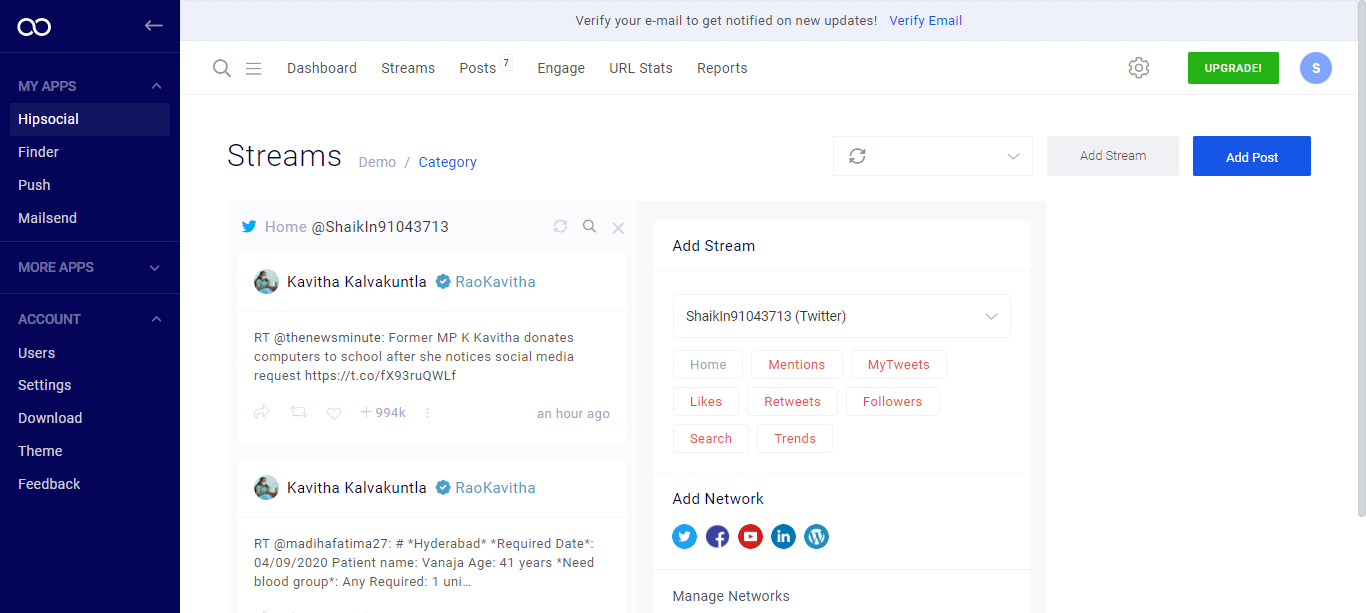 Verify your e-mail to get notified on new updates! Verify Email
Dashboard Streams Posts 7 Engage URL Stats Reports UPGRADE! S
MY APPS
Hipsocial
Finder
Push
Mailsend
MORE APPS
ACCOUNT
Users
Settings
Download
Theme
Feedback
Streams Demo / Category Add Stream Add Post
Home @ShaikIn91043713
Kavitha Kalvakuntla RaoKavitha
RT @thenewsminute: Former MP K Kavitha donates
computers to school after she notices social media
request https://t.co/fX93ruQWLf
+ 994k an hour ago
Kavitha Kalvakuntla RaoKavitha
RT @madihafatima27: # *Hyderabad* *Required Date*:
04/09/2020 Patient name: Vanaja Age: 41 years *Need
blood group*: Any Required: 1 uni...
Add Stream
ShaikIn91043713 (Twitter)
Home Mentions MyTweets
Likes Retweets Followers
Search Trends
Add Network
Manage Networks